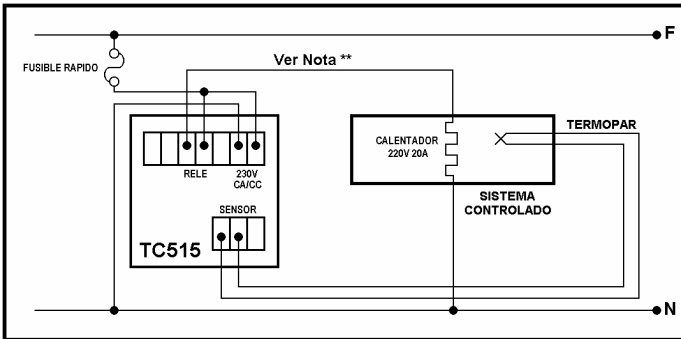 F
FUSIBLE RAPIDO
Ver Nota **
TERMOPAR
CALENTADOR
220V 20A
RELE
230V
CA/CC
SISTEMA
CONTROLADO
SENSOR
TC515
N